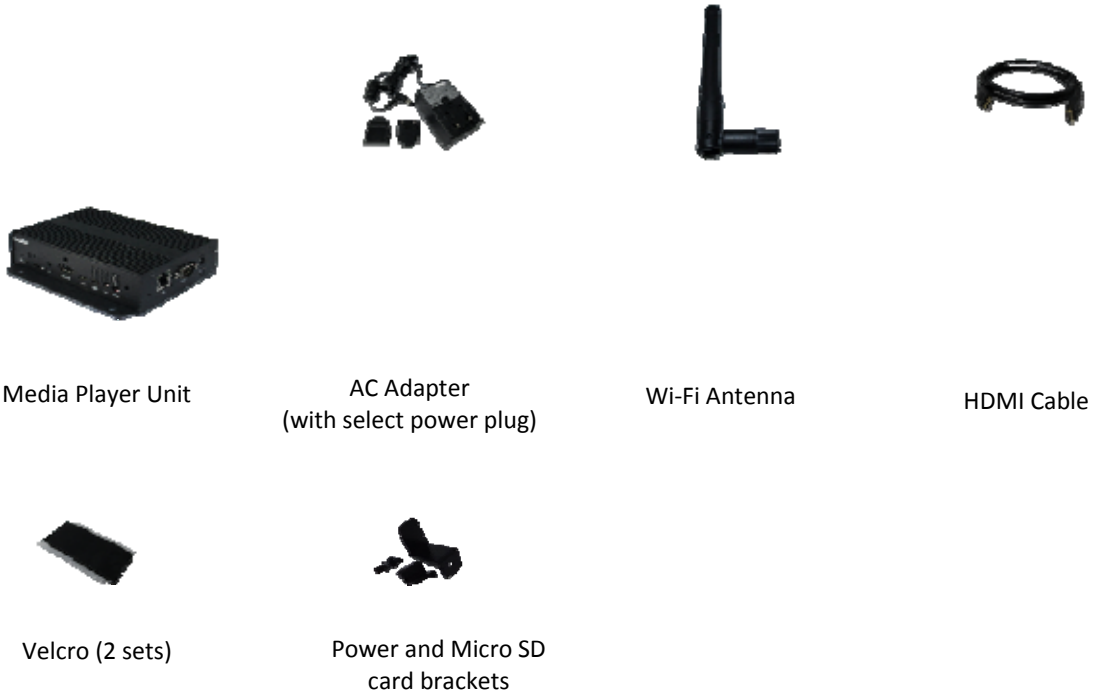 Media Player Unit
AC Adapter
(with select power plug)
Wi-Fi Antenna
HDMI Cable
Velcro (2 sets)
Power and Micro SD
card brackets